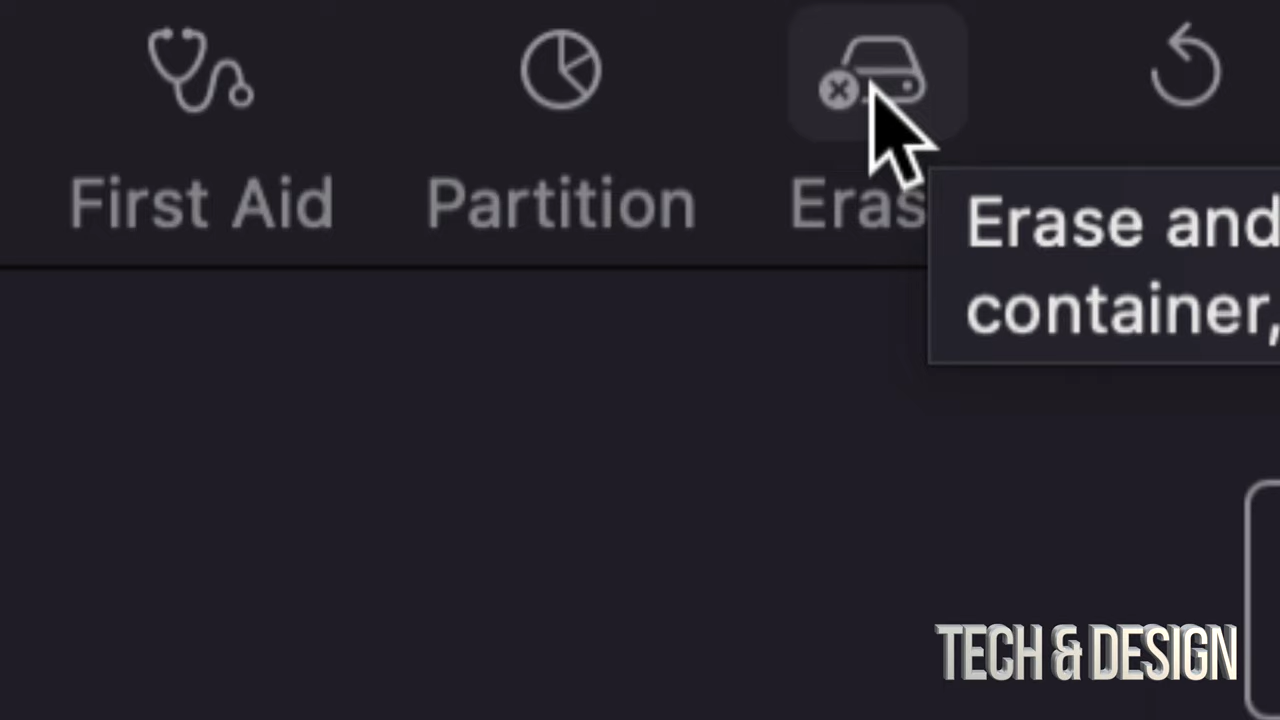 First Aid
Partition
Eras
Erase and
container,
TECH & DESIGN